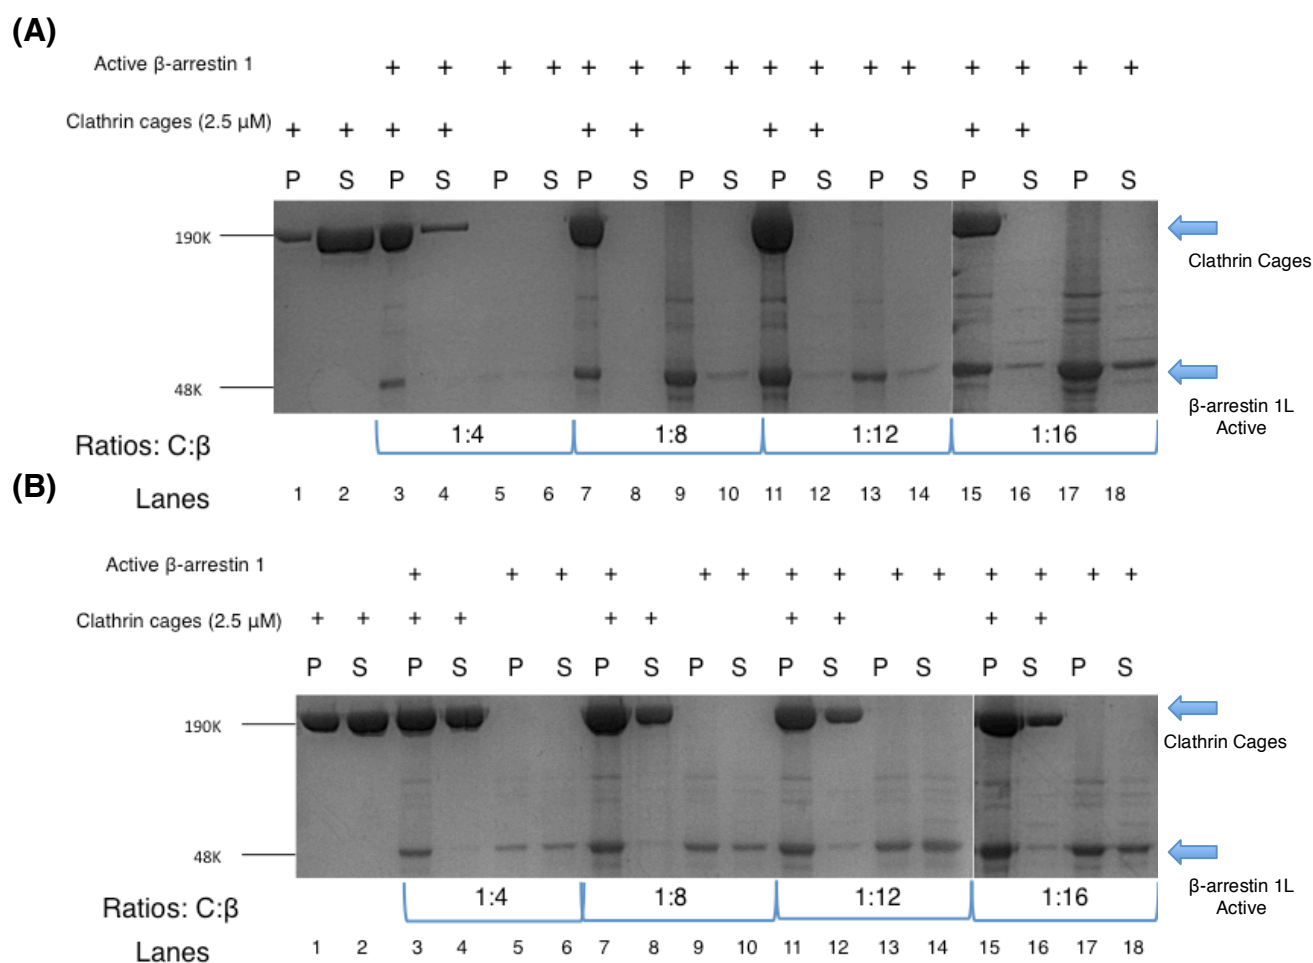 (A)
Active β-arrestin 1 + + + + + + + + + + + + + + + +
Clathrin cages (2.5 μM) + + + + + + + + + +
P S P S P S P S P S P S P S P S P S
190K
Clathrin Cages
48K
β-arrestin 1L
Active
Ratios: C:β 1:4 1:8 1:12 1:16
(B)
Lanes 1 2 3 4 5 6 7 8 9 10 11 12 13 14 15 16 17 18
Active β-arrestin 1 + + + + + + + + + + + + + +
Clathrin cages (2.5 μM) + + + + + + + + + +
P S P S P S P S P S P S P S P S P S
190K
Clathrin Cages
48K
β-arrestin 1L
Active
Ratios: C:β 1:4 1:8 1:12 1:16
Lanes 1 2 3 4 5 6 7 8 9 10 11 12 13 14 15 16 17 18